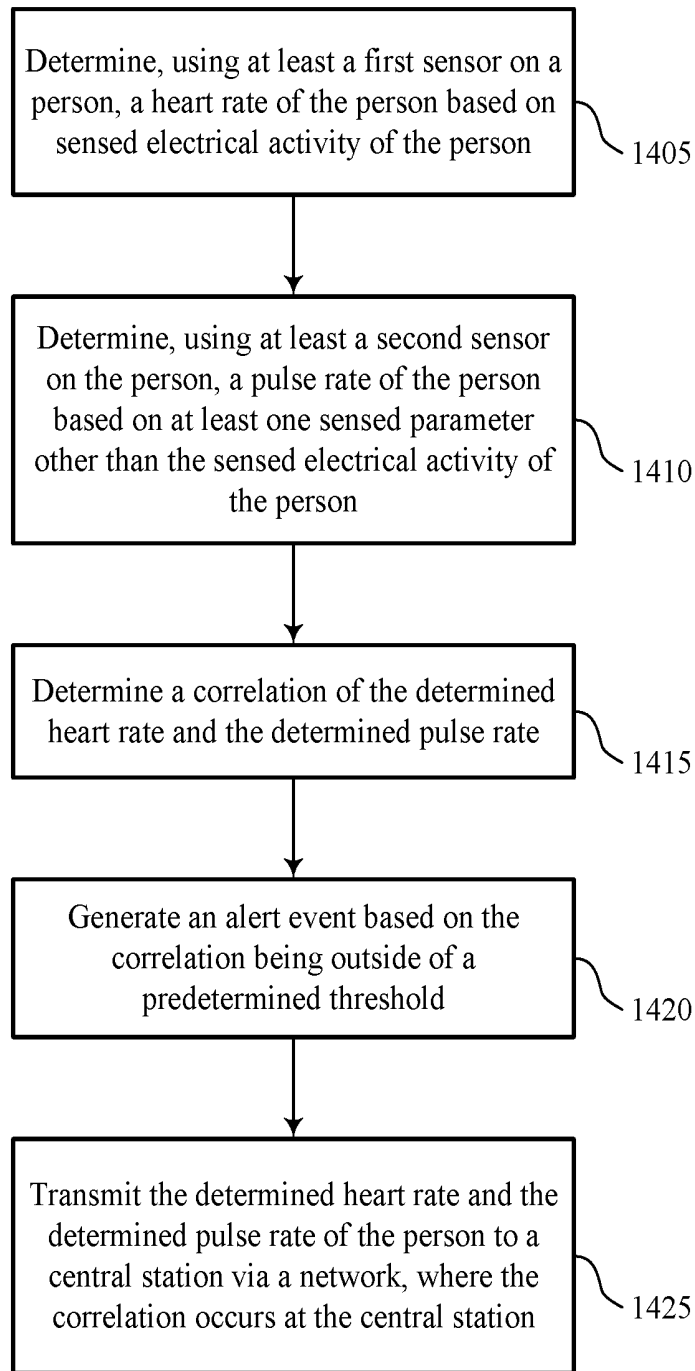 Determine, using at least a first sensor on a
person, a heart rate of the person based on
sensed electrical activity of the person
1405
Determine, using at least a second sensor
on the person, a pulse rate of the person
based on at least one sensed parameter
other than the sensed electrical activity of
the person
1410
Determine a correlation of the determined
heart rate and the determined pulse rate
1415
Generate an alert event based on the
correlation being outside of a
predetermined threshold
1420
Transmit the determined heart rate and the
determined pulse rate of the person to a
central station via a network, where the
correlation occurs at the central station
1425